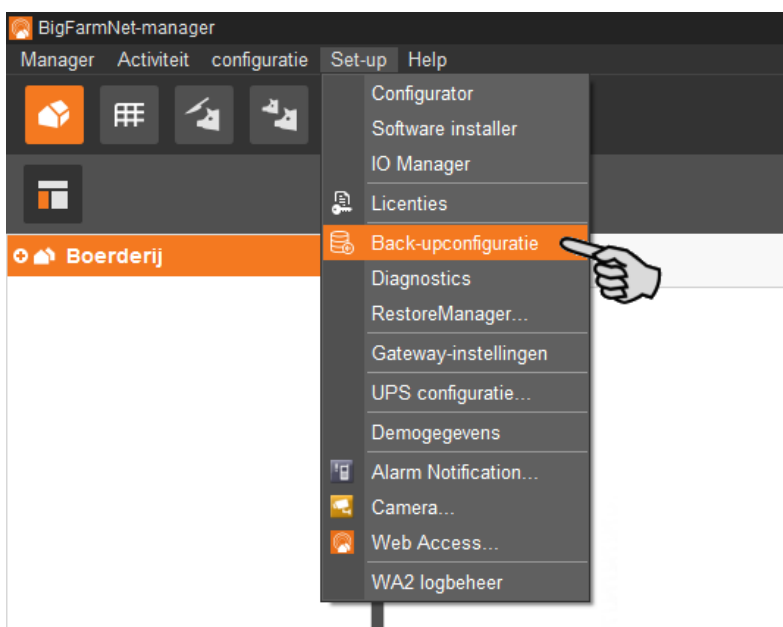 BigFarmNet-manager
Manager Activiteit configuratie Set-up Help
Configurator
Software installer
IO Manager
Licenties
Back-upconfiguratie
Boerderij
Diagnostics
RestoreManager...
Gateway-instellingen
UPS configuratie...
Demogegevens
Alarm Notification...
Camera...
Web Access...
WA2 logbeheer